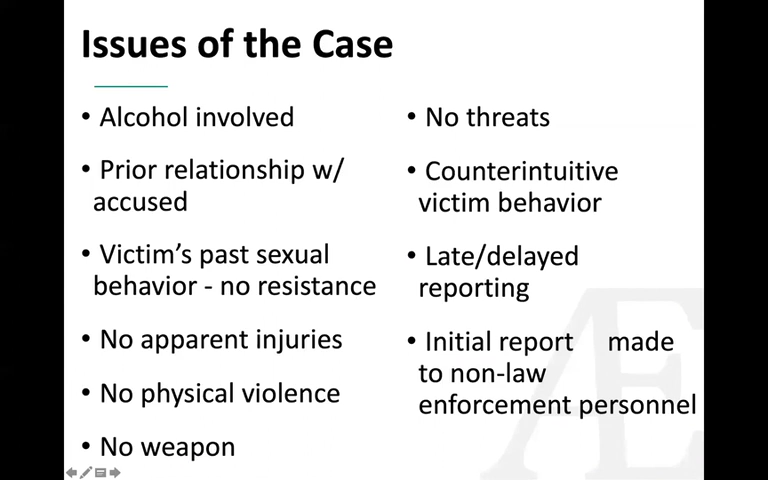 Issues of the Case
• Alcohol involved
• Prior relationship w/
accused
• Victim's past sexual
behavior - no resistance
• No apparent injuries
• No physical violence
• No weapon
• No threats
• Counterintuitive
victim behavior
• Late/delayed
reporting
• Initial report made
to non-law
enforcement personnel
Æ